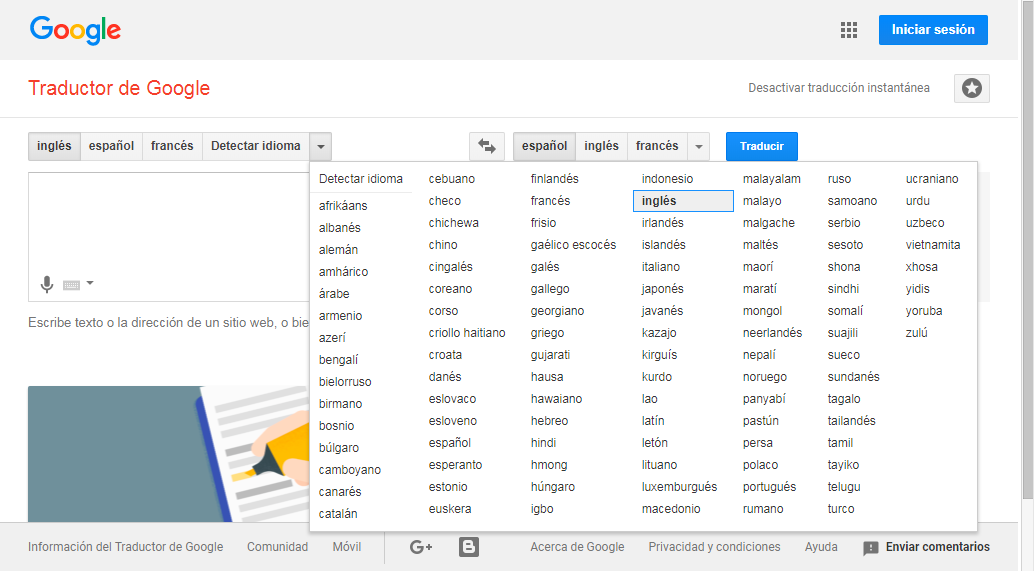 Google
Iniciar sesión
Traductor de Google
Desactivar traducción instantánea
inglés español francés Detectar idioma
español inglés francés
Traducir
Detectar idioma
afrikáans
albanés
alemán
amhárico
árabe
armenio
azerí
bengalí
bielorruso
birmano
bosnio
búlgaro
camboyano
canarés
catalán
cebuano
checo
chichewa
chino
cingalés
coreano
corso
criollo haitiano
croata
danés
eslovaco
esloveno
español
esperanto
estonio
euskera
finlandés
francés
frisio
gaélico escocés
galés
gallego
georgiano
griego
gujarati
hausa
hawaiano
hebreo
hindi
hmong
húngaro
igbo
indonesio
inglés
irlandés
islandés
italiano
japonés
javanés
kazajo
kirguís
kurdo
lao
latín
letón
lituano
luxemburgués
macedonio
malayalam
malayo
malgache
maltés
maorí
maratí
mongol
neerlandés
nepalí
noruego
panyabí
pastún
persa
polaco
portugués
rumano
ruso
samoano
serbio
sesoto
shona
sindhi
somalí
suajili
sueco
sundanés
tagalo
tailandés
tamil
tayiko
telugu
turco
ucraniano
urdu
uzbeco
vietnamita
xhosa
yidis
yoruba
zulú
Escribe texto o la dirección de un sitio web, o bie
Información del Traductor de Google Comunidad Móvil G+ B Acerca de Google Privacidad y condiciones Ayuda Enviar comentarios